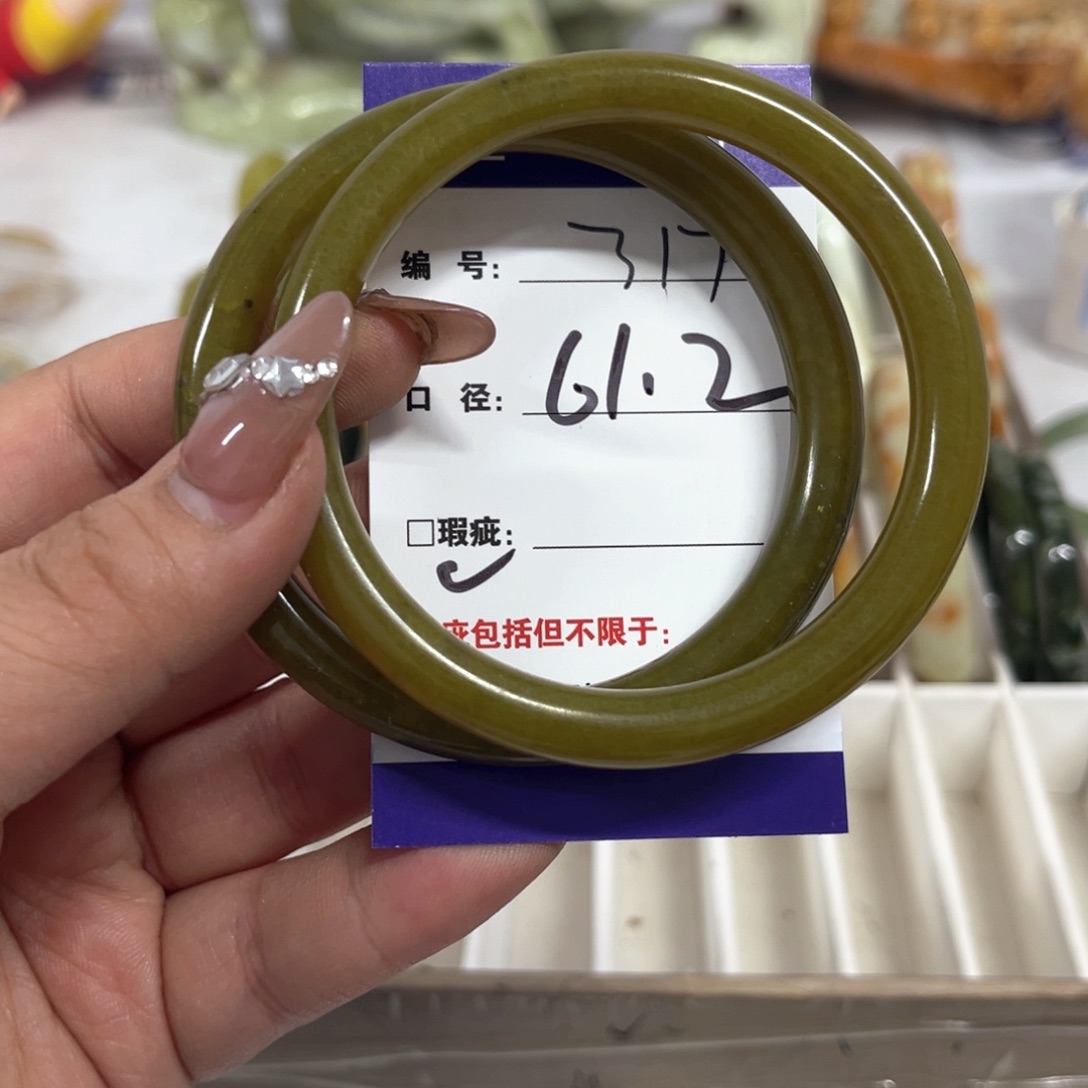 编 号: 317
口 径: 61.2
□瑕疵:
疵包括但不限于: